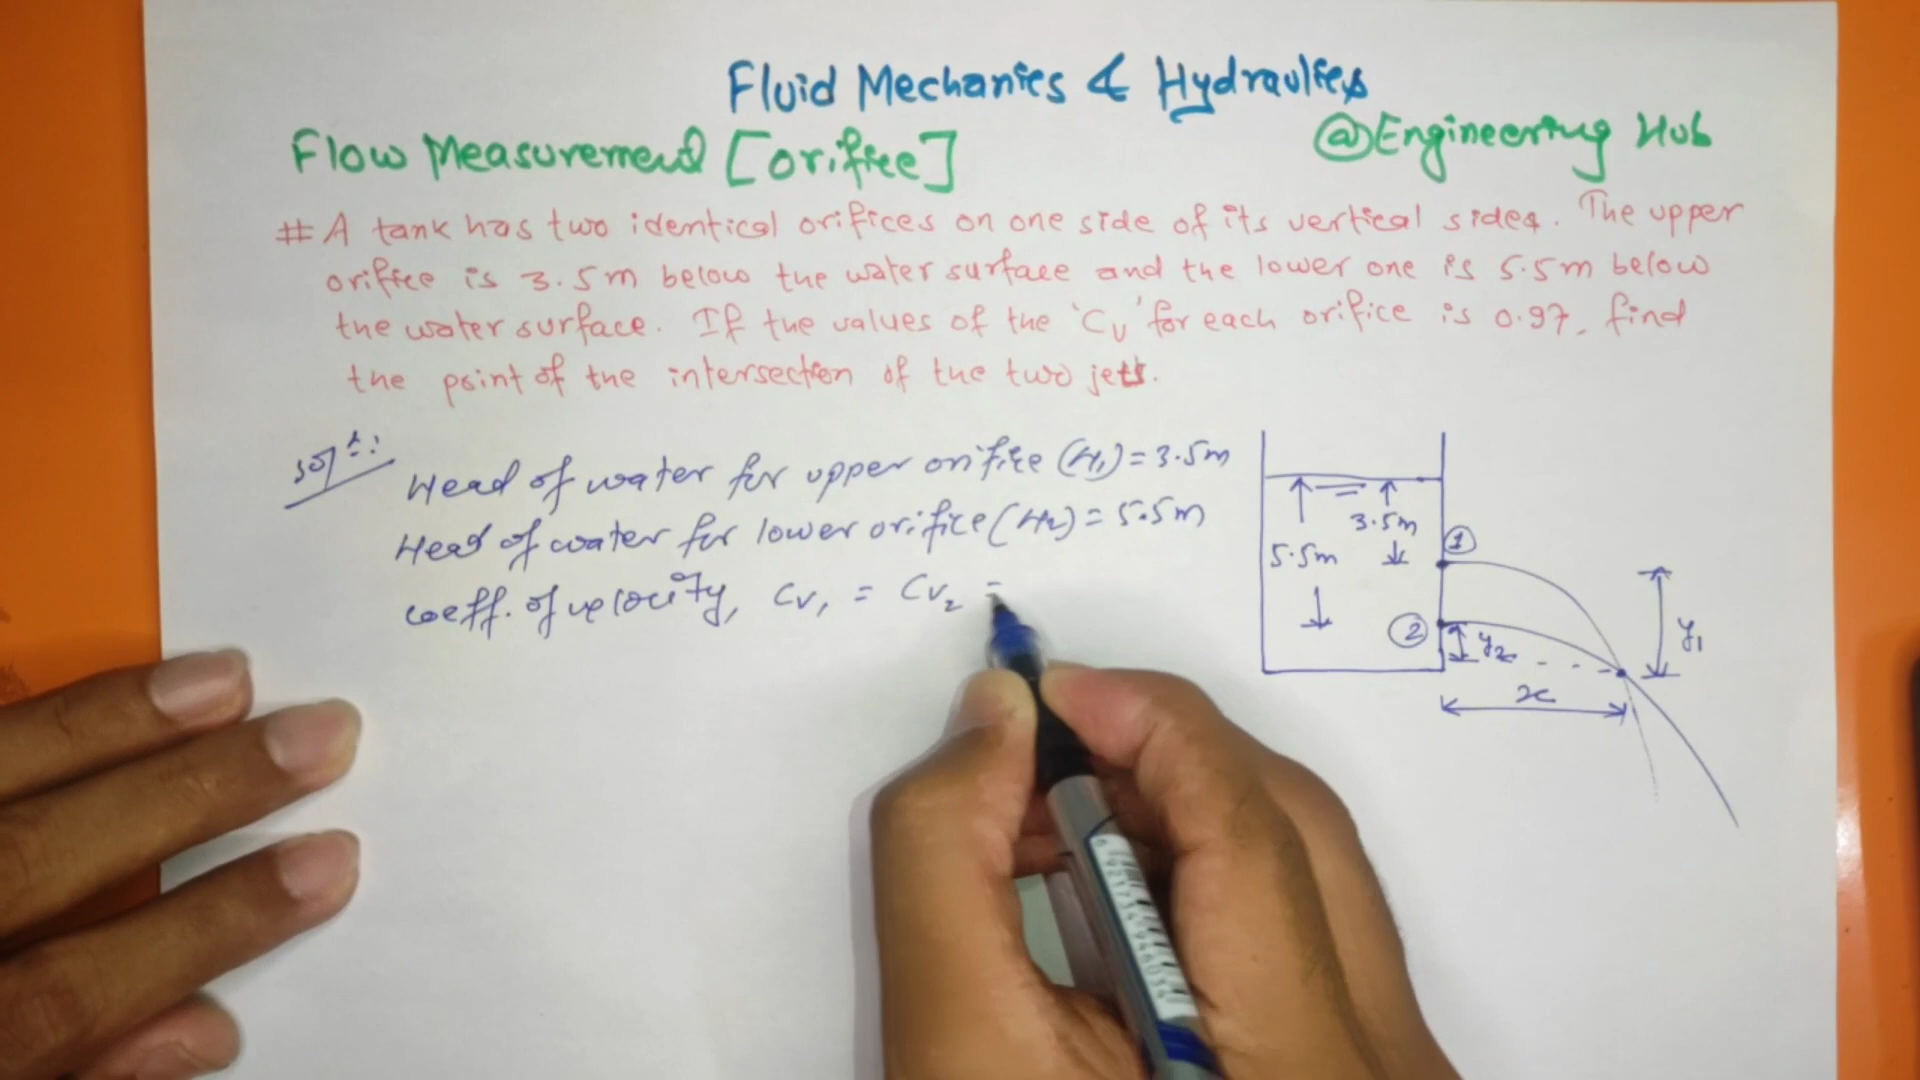 Fluid Mechanics & Hydraulics
Flow Measurement [orifice]
@Engineering Hub
# A tank has two identical orifices on one side of its vertical sides. The upper
orifice is 3.5m below the water surface and the lower one is 5.5m below
the water surface. If the values of the 'Cv' for each orifice is 0.97, find
the point of the intersection of the two jets.
Solⁿ:
Head of water for upper orifice (H₁) = 3.5m
Head of water for lower orifice (H₂) = 5.5m
coeff. of velocity, Cv₁ = Cv₂ =
3.5m
①
5.5m
②
y₂
y₁
x